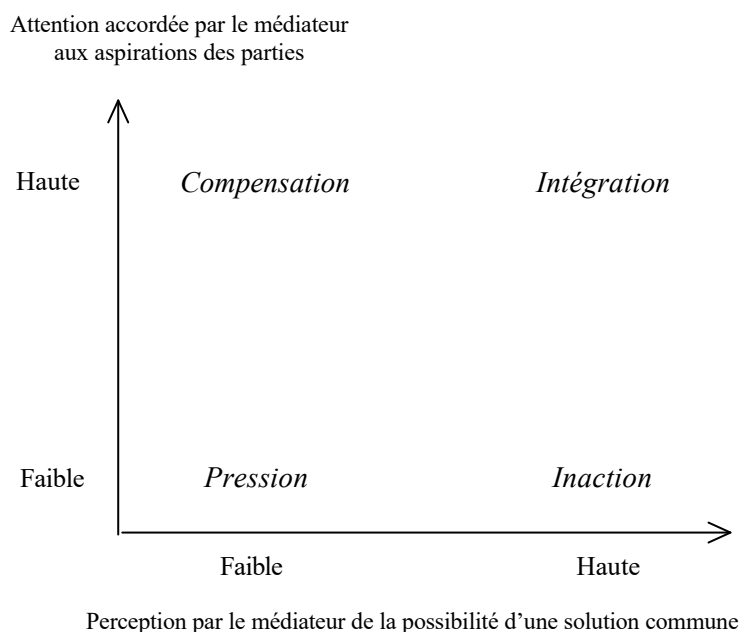 Attention accordée par le médiateur
aux aspirations des parties
Haute
Compensation
Intégration
Faible
Pression
Inaction
Faible
Haute
Perception par le médiateur de la possibilité d’une solution commune